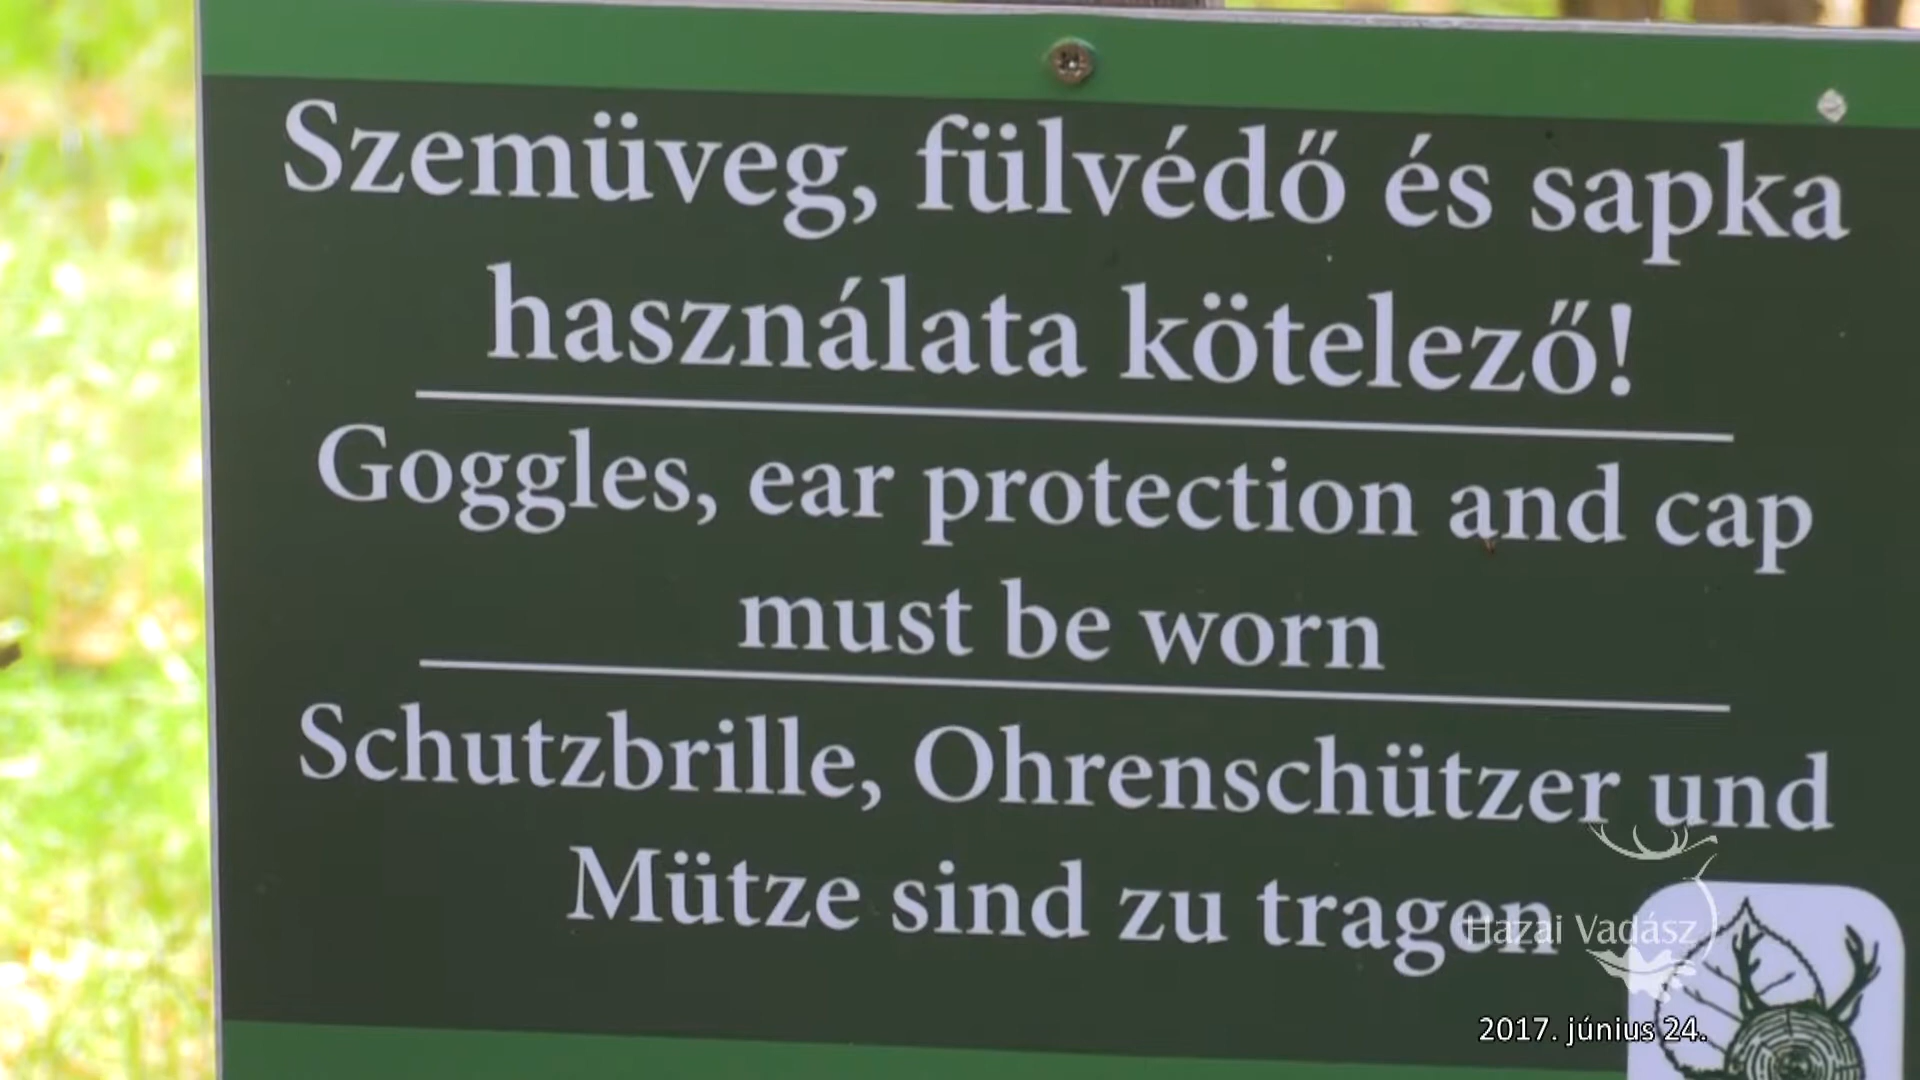 Szemüveg, fülvédő és sapka
használata kötelező!
Goggles, ear protection and cap
must be worn
Schutzbrille, Ohrenschützer und
Mütze sind zu tragen
Hazai Vadász
2017. június 24.